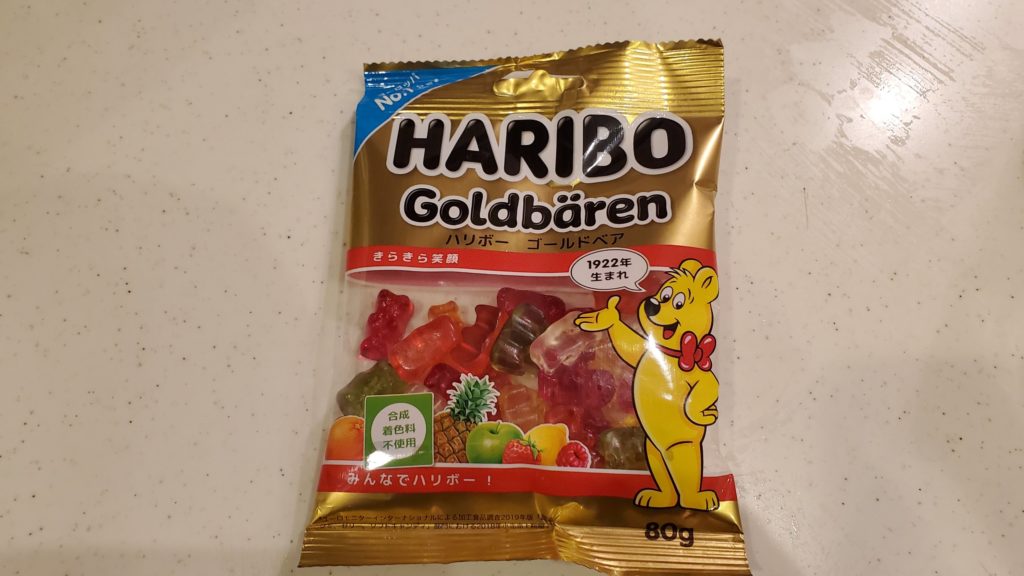 No.1
HARIBO
Goldbären
ハリボー ゴールドベア
きらきら笑顔
1922年
生まれ
合成
着色料
不使用
みんなでハリボー!
80g